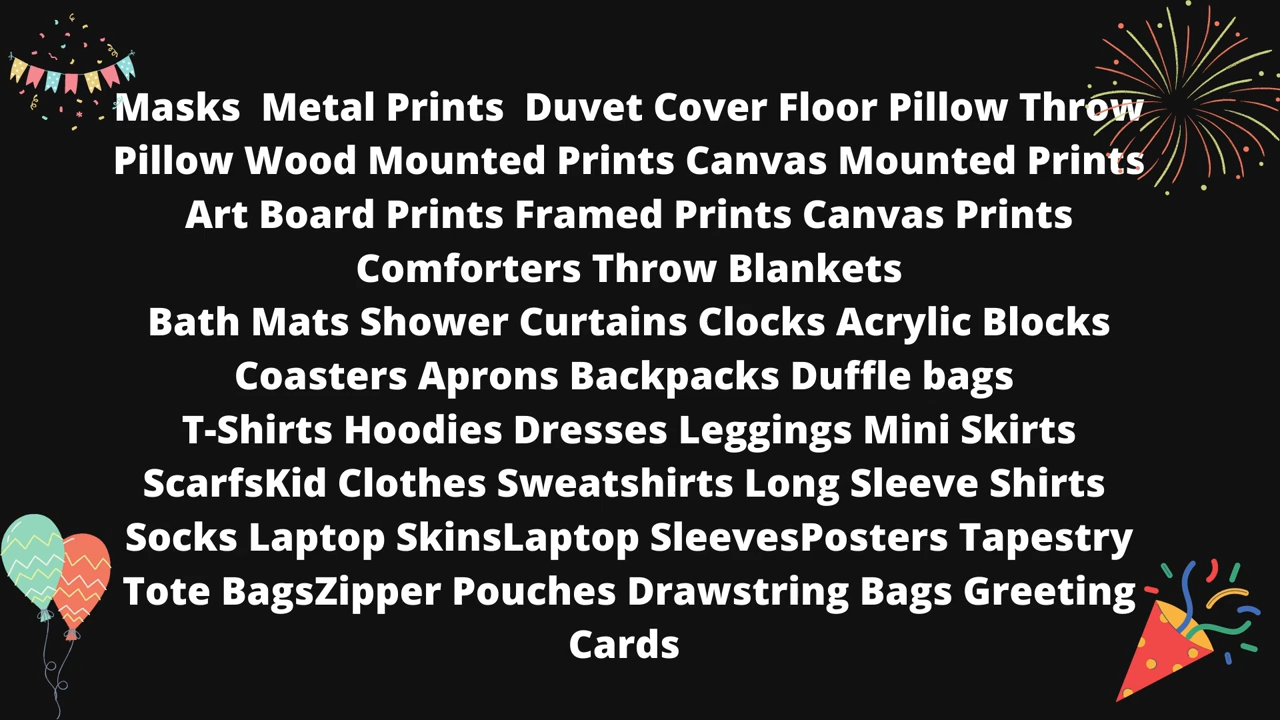 Masks  Metal Prints  Duvet Cover Floor Pillow Throw
Pillow Wood Mounted Prints Canvas Mounted Prints
Art Board Prints Framed Prints Canvas Prints
Comforters Throw Blankets
Bath Mats Shower Curtains Clocks Acrylic Blocks
Coasters Aprons Backpacks Duffle bags
T-Shirts Hoodies Dresses Leggings Mini Skirts
ScarfsKid Clothes Sweatshirts Long Sleeve Shirts
Socks Laptop SkinsLaptop SleevesPosters Tapestry
Tote BagsZipper Pouches Drawstring Bags Greeting
Cards